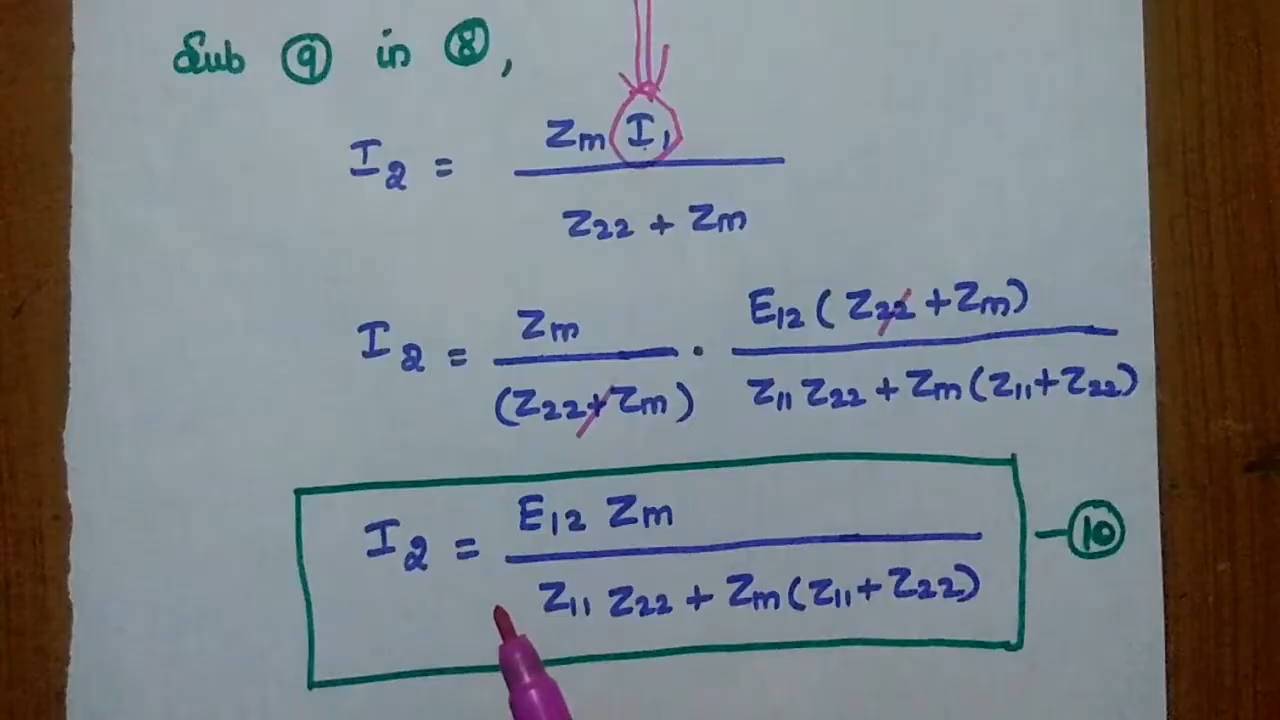 Sub ⑨ in ⑧,
I₂ = Zm I₁ / Z₂₂ + Zm
I₂ = Zm / (Z₂₂ + Zm) · E₁₂ (Z₂₂ + Zm) / Z₁₁ Z₂₂ + Zm (Z₁₁ + Z₂₂)
I₂ = E₁₂ Zm / Z₁₁ Z₂₂ + Zm (Z₁₁ + Z₂₂) — ⑩